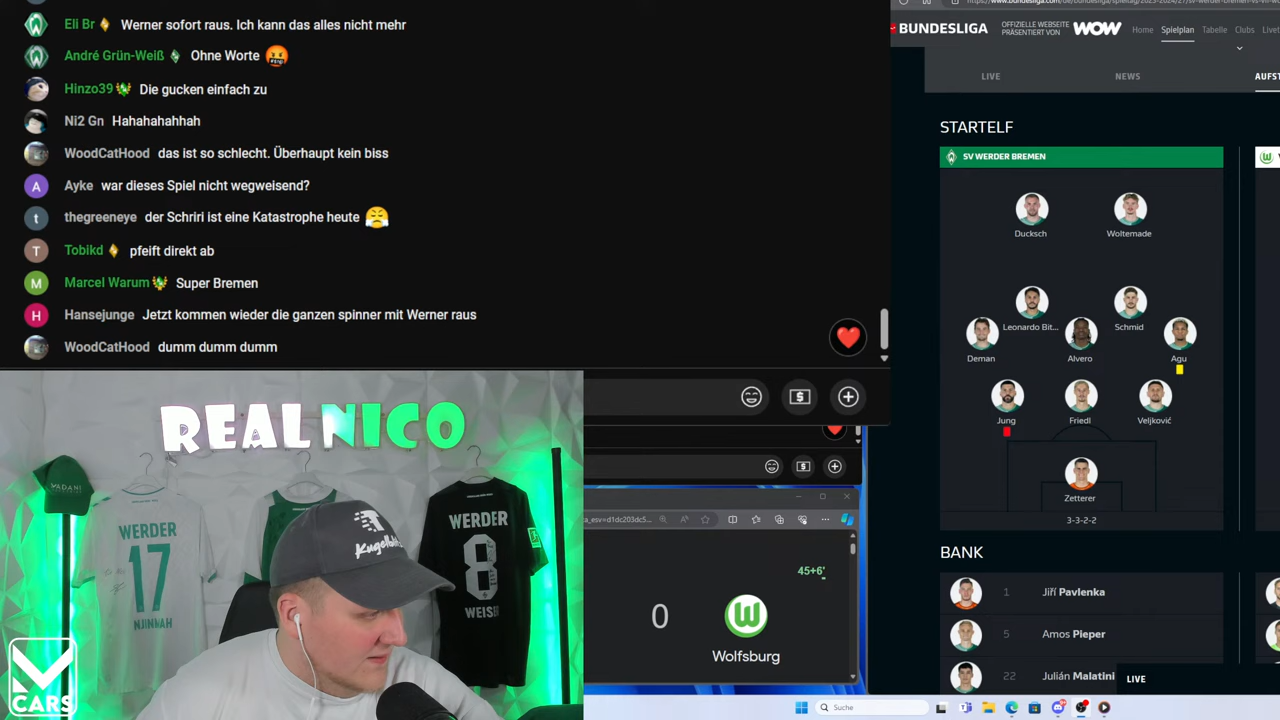 Eli Br Werner sofort raus. Ich kann das alles nicht mehr
André Grün-Weiß Ohne Worte
Hinzo39 Die gucken einfach zu
Ni2 Gn Hahahahahhah
WoodCatHood das ist so schlecht. Überhaupt kein biss
A Ayke war dieses Spiel nicht wegweisend?
t thegreeneye der Schriri ist eine Katastrophe heute
T Tobikd pfeift direkt ab
M Marcel Warum Super Bremen
H Hansejunge Jetzt kommen wieder die ganzen spinner mit Werner raus
WoodCatHood dumm dumm dumm
BUNDESLIGA
OFFIZIELLE WEBSEITE
PRÄSENTIERT VON
WOW
Home Spielplan Tabelle Clubs
LIVE NEWS
STARTELF
SV WERDER BREMEN
Ducksch Woltemade
Leonardo Bit... Schmid
Deman Alvero Agu
Jung Friedl Veljković
Zetterer
3-3-2-2
BANK
1 Jiří Pavlenka
5 Amos Pieper
22 Julián Malatini
LIVE
REALNICO
VADANI
WERDER
17
NJINMAH
WERDER
8
WEISER
CARS
a_esv=d1dc203dc5...
45+6'
0
Wolfsburg
Suche